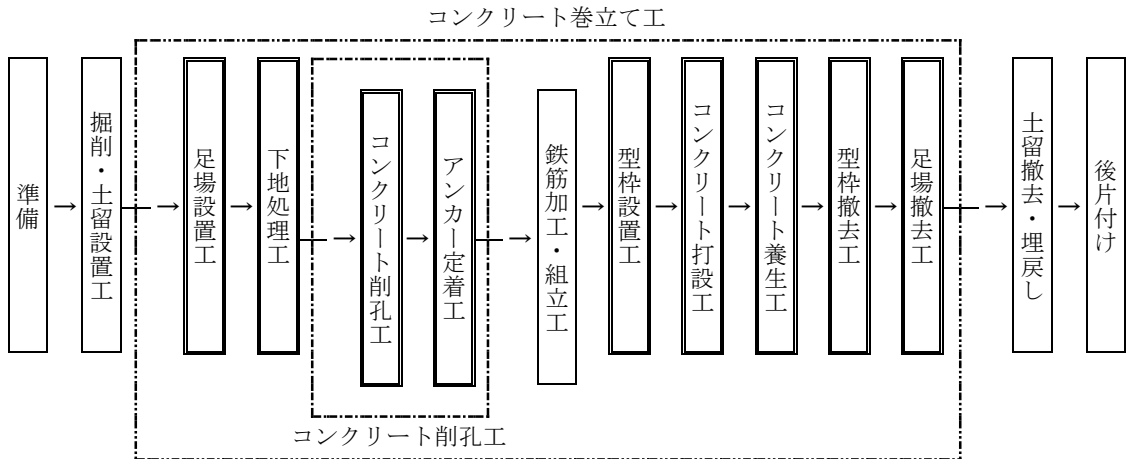 コンクリート巻立て工
準備
→
掘削・土留設置工
→
足場設置工
→
下地処理工
→
コンクリート削孔工
→
アンカー定着工
→
鉄筋加工・組立工
→
型枠設置工
→
コンクリート打設工
→
コンクリート養生工
→
型枠撤去工
→
足場撤去工
→
土留撤去・埋戻し
→
後片付け
コンクリート削孔工